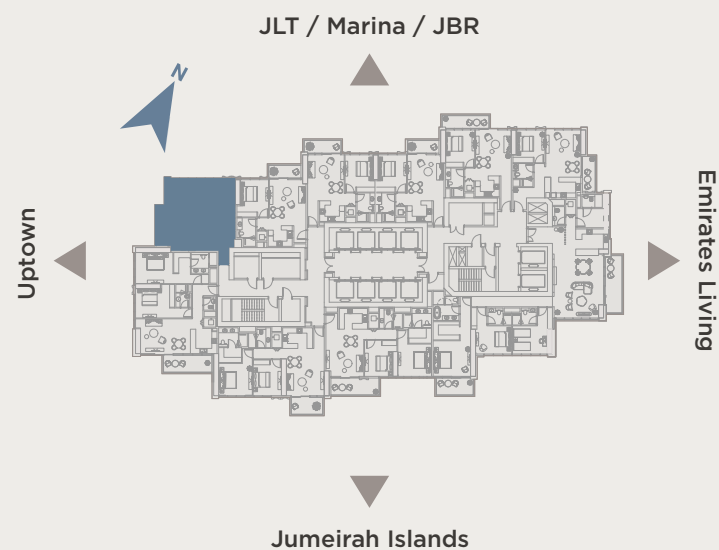 JLT / Marina / JBR
N
Uptown
Emirates Living
Jumeirah Islands